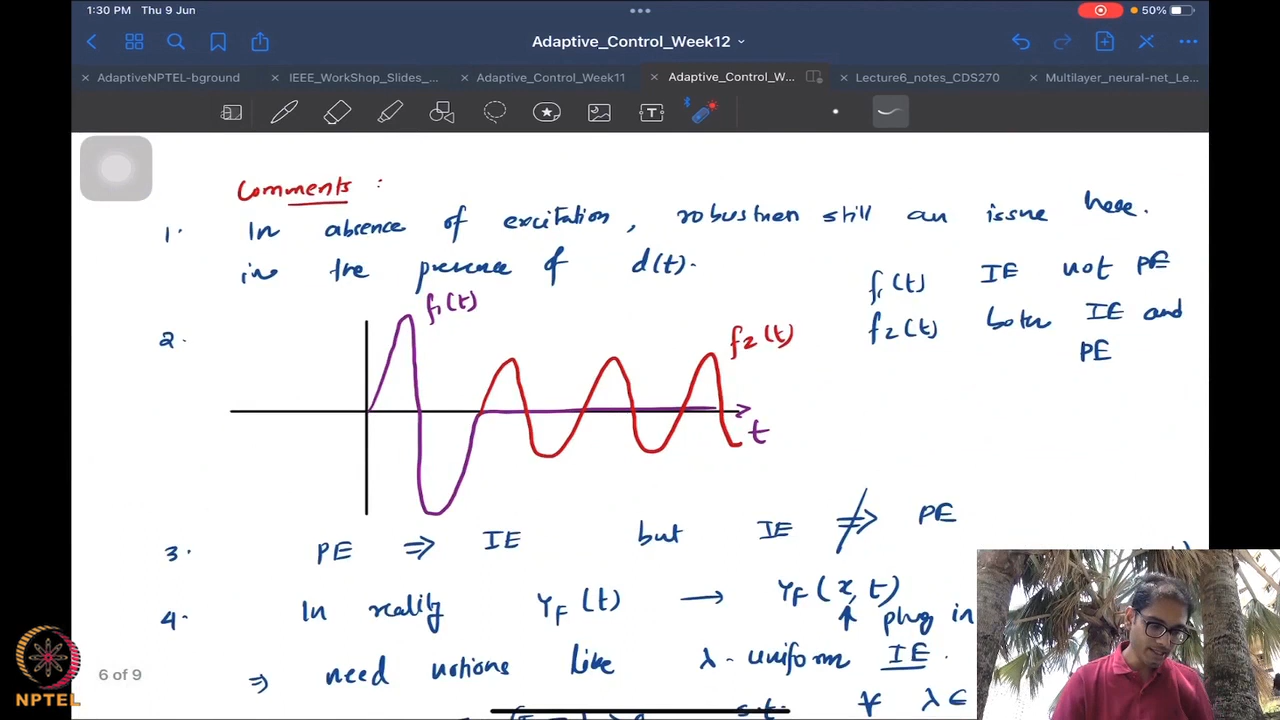 1:30 PM Thu 9 Jun
50%
Adaptive_Control_Week12
AdaptiveNPTEL-bground
IEEE_WorkShop_Slides_...
Adaptive_Control_Week11
Adaptive_Control_W...
Lecture6_notes_CDS270
Multilayer_neural-net_Le...
Comments :
1. In absence of excitation, robustness still an issue here.
in the presence of d(t).
f1(t) IE not PE
f2(t) both IE and
PE
2.
f1(t)
f2(t)
t
3. PE ⇒ IE but IE ⇏ PE
4. In reality YF(t) → YF(x, t)
↑ plug in
⇒ need notions like λ-uniform IE.
s.t. ∀ λ ∈
6 of 9
NPTEL